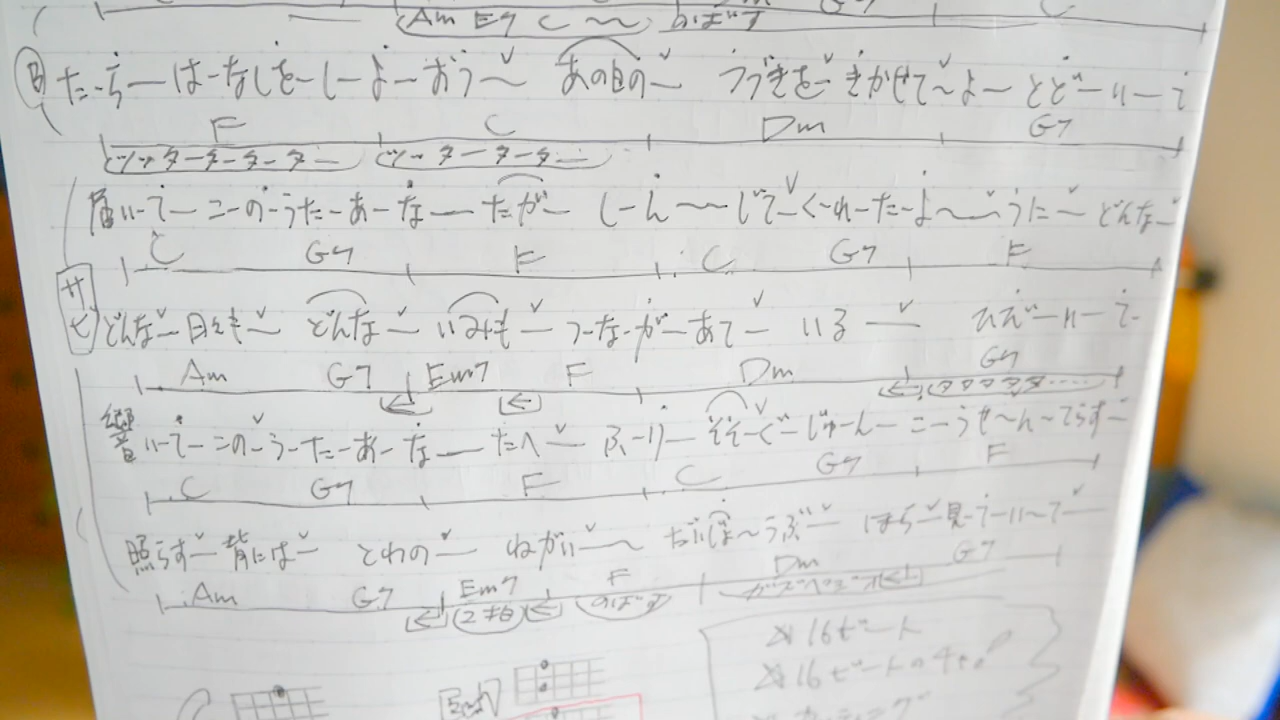 Am E7 C 〜 のばす
B たーらーはーなしをーしーよーおう〜 あの日の〜 つづきを〜きかせて〜よー とどーいーて
F C Dm G7
ツッターターターター ツッターターター
届いーてーこーのーうたーあーなーーたがー しーん〜〜じてーくーれーたーよ〜〜うに〜 どんなー
C G7 F C G7 F
サビ どんなー日々も〜 どんなー いみもー つーなーがーあてー いるーー ひびーいーて
Am G7 Em7 F Dm G7
響いーてーこのーうーたーあーなーーたへー ふーりー そそーぐーじゅーんー こーうせ〜ん〜てらすー
C G7 F C G7 F
照らすー背にはー とわのー ねがい〜〜 だいじょ〜うぶー ほらー見ーてーい〜てー
Am G7 Em7 F Dm G7
のばす
16ビート
16ビートの
Em7